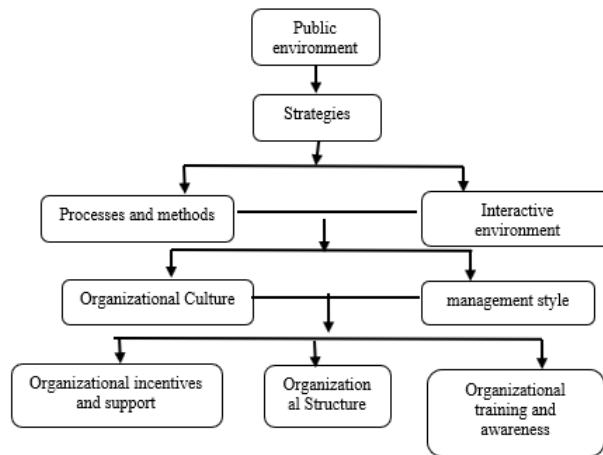 Public
environment
Strategies
Processes and methods
Interactive
environment
Organizational Culture
management style
Organizational incentives
and support
Organization
al Structure
Organizational
training and
awareness